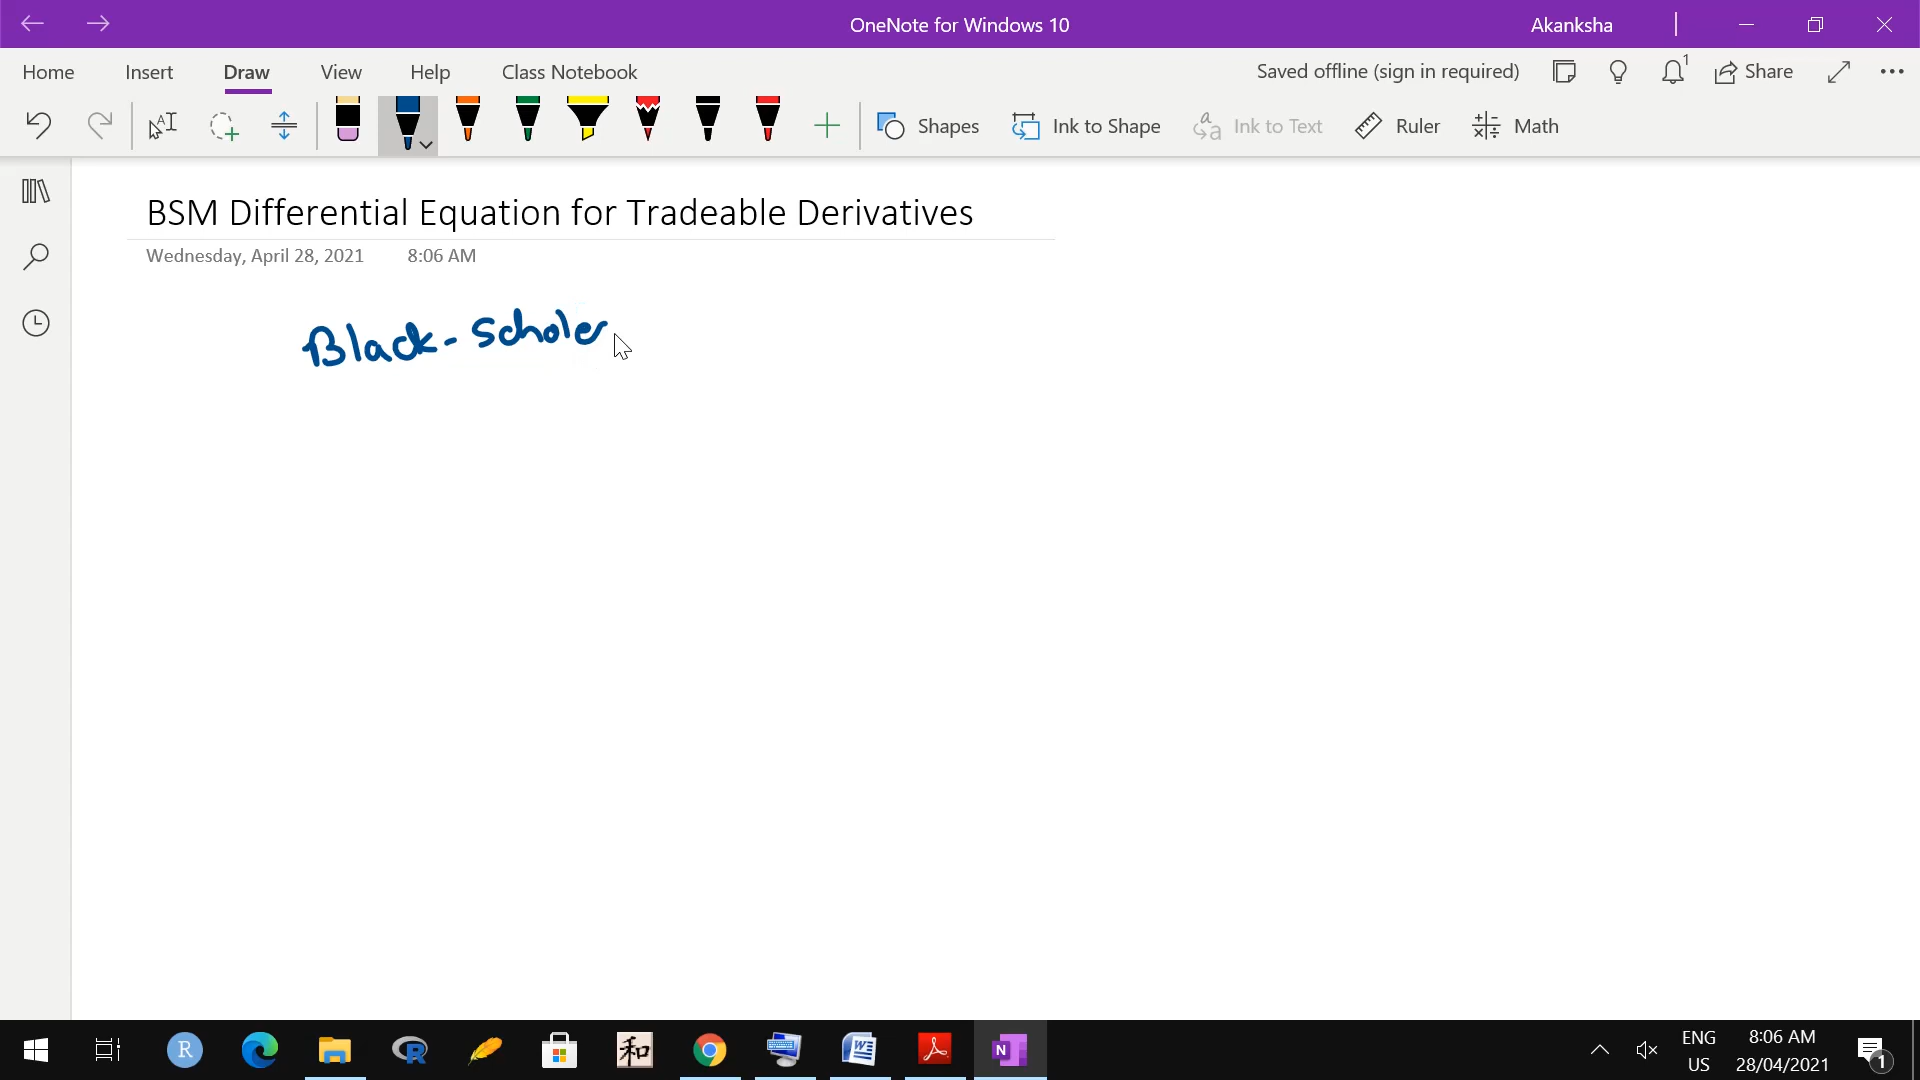 OneNote for Windows 10
Akanksha
Home Insert Draw View Help Class Notebook
Saved offline (sign in required)
1
Share
Shapes Ink to Shape Ink to Text Ruler Math
BSM Differential Equation for Tradeable Derivatives
Wednesday, April 28, 2021 8:06 AM
Black - Scholes
ENG
US
8:06 AM
28/04/2021
1